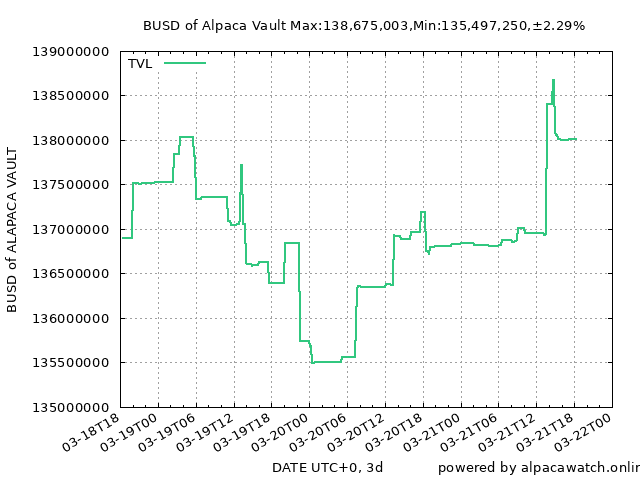 BUSD of Alpaca Vault Max:138,675,003,Min:135,497,250,±2.29%
139000000
138500000
138000000
137500000
137000000
136500000
136000000
135500000
135000000
BUSD of ALAPACA VAULT
TVL
03-18T18
03-19T00
03-19T06
03-19T12
03-19T18
03-20T00
03-20T06
03-20T12
03-20T18
03-21T00
03-21T06
03-21T12
03-21T18
03-22T00
DATE UTC+0, 3d
powered by alpacawatch.onlin